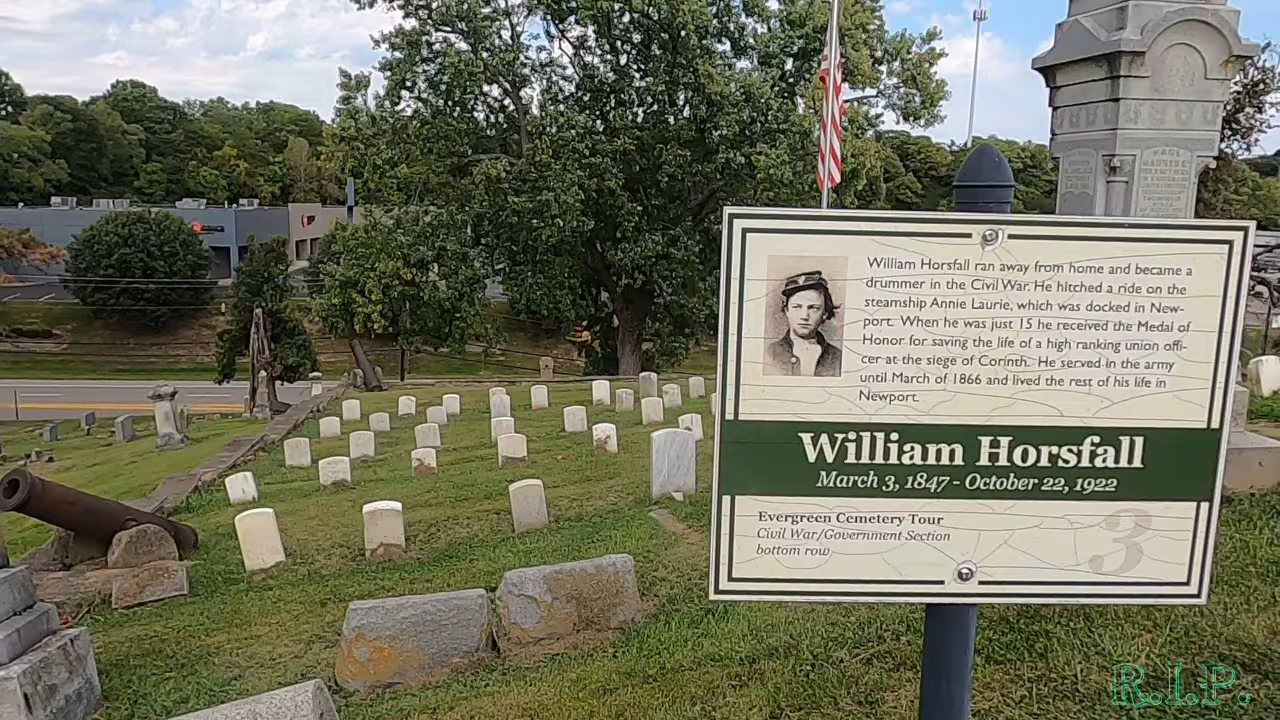 William Horsfall ran away from home and became a
drummer in the Civil War. He hitched a ride on the
steamship Annie Laurie, which was docked in New-
port. When he was just 15 he received the Medal of
Honor for saving the life of a high ranking union offi-
cer at the siege of Corinth. He served in the army
until March of 1866 and lived the rest of his life in
Newport.
William Horsfall
March 3, 1847 - October 22, 1922
Evergreen Cemetery Tour
Civil War/Government Section
bottom row
3
R.I.P.